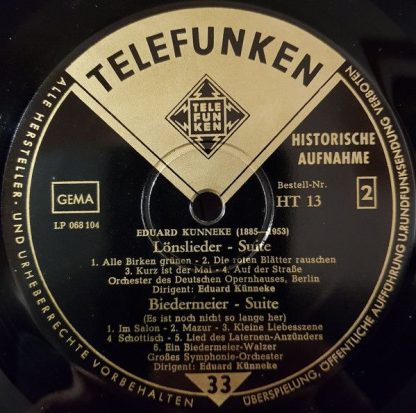 TELEFUNKEN
TELE
FUN
KEN
HISTORISCHE
AUFNAHME
GEMA
LP 068 104
Bestell-Nr.
HT 13
2
EDUARD KÜNNEKE (1885—1953)
Lönslieder - Suite
1. Alle Birken grünen - 2. Die roten Blätter rauschen
3. Kurz ist der Mai - 4. Auf der Straße
Orchester des Deutschen Opernhauses, Berlin
Dirigent: Eduard Künneke
Biedermeier - Suite
(Es ist noch nicht so lange her)
1. Im Salon - 2. Mazur - 3. Kleine Liebesszene
4 Schottisch - 5. Lied des Laternen-Anzünders
6. Ein Biedermeier-Walzer
Großes Symphonie-Orchester
Dirigent: Eduard Künneke
33
ALLE HERSTELLER- UND URHEBERRECHTE VORBEHALTEN
ÜBERSPIELUNG, ÖFFENTLICHE AUFFÜHRUNG U. RUNDFUNKSENDUNG VERBOTEN